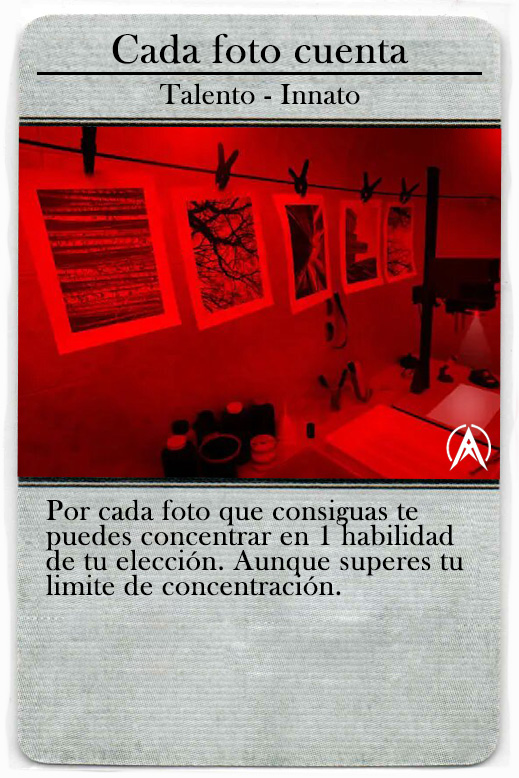 Cada foto cuenta
Talento - Innato
Por cada foto que consiguas te
puedes concentrar en 1 habilidad
de tu elección. Aunque superes tu
limite de concentración.